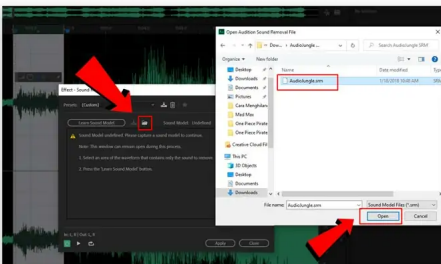 Open Audition Sound Removal File
Dow...
AudioJungle
Search AudioJungle SRM
Organize
New folder
Desktop
Downloads
Documents
Pictures
Cara Menghilan
Mad Max
One Piece Pirate
One Piece Pirate
Creative Cloud Fil
This PC
3D Objects
Desktop
Documents
Downloads
Name
Date modified
AudioJungle.srm
File name:
AudioJungle.srm
Sound Model Files (*.srm)
Open
Cancel
Effect - Sound
Presets:
(Custom)
Learn Sound Model
Sound Model: Undefined
Sound Model undefined. Please capture a sound model to continue.
Note: This window can remain open during this process.
1. Select an area of the waveform that contains only the sound to remove.
2. Press the "Learn Sound Model" button.
Apply
Close